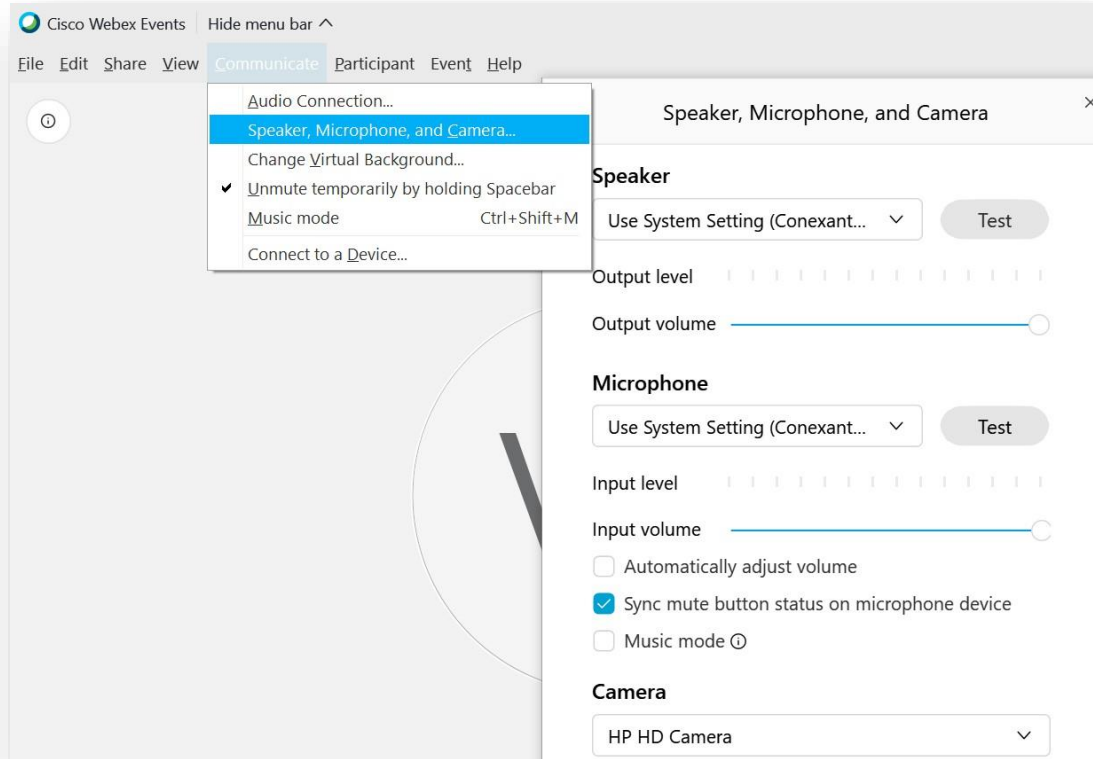 Cisco Webex Events Hide menu bar
File Edit Share View Communicate Participant Event Help
Audio Connection...
Speaker, Microphone, and Camera...
Change Virtual Background...
Unmute temporarily by holding Spacebar
Music mode Ctrl+Shift+M
Connect to a Device...
Speaker, Microphone, and Camera
Speaker
Use System Setting (Conexant... Test
Output level
Output volume
Microphone
Use System Setting (Conexant... Test
Input level
Input volume
Automatically adjust volume
Sync mute button status on microphone device
Music mode
Camera
HP HD Camera